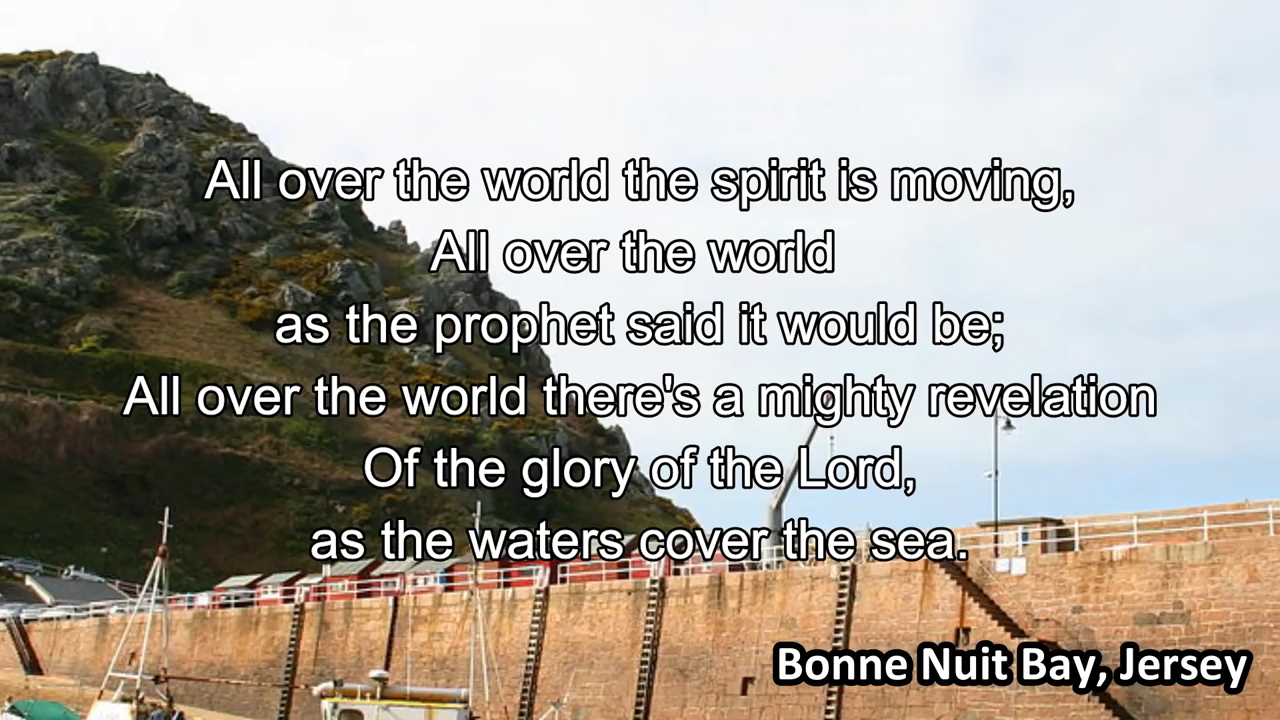 All over the world the spirit is moving,
All over the world
as the prophet said it would be;
All over the world there's a mighty revelation
Of the glory of the Lord,
as the waters cover the sea.
Bonne Nuit Bay, Jersey